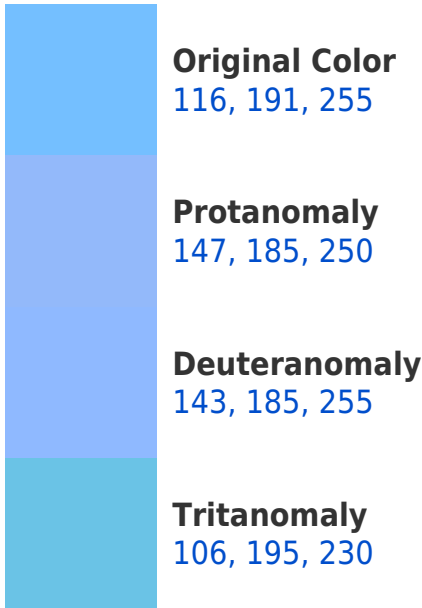 Original Color
116, 191, 255
Protanomaly
147, 185, 250
Deuteranomaly
143, 185, 255
Tritanomaly
106, 195, 230